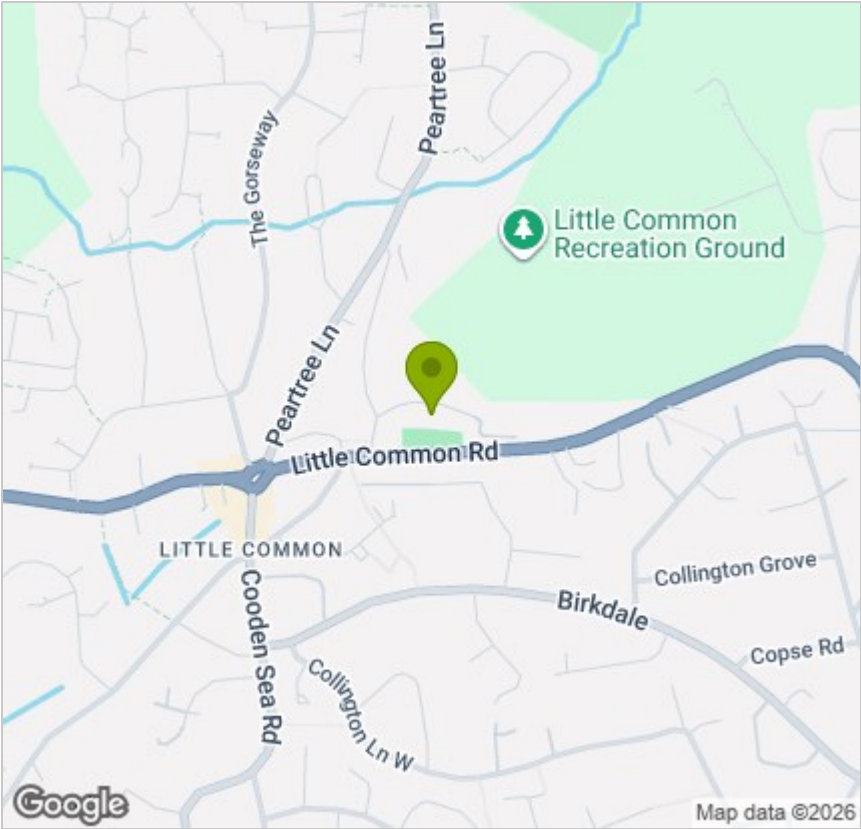 Peartree Ln
The Gorseway
Little Common
Recreation Ground
Peartree Ln
Little Common Rd
LITTLE COMMON
Collington Grove
Birkdale
Cooden Sea Rd
Copse Rd
Collington Ln W
Google
Map data ©2026